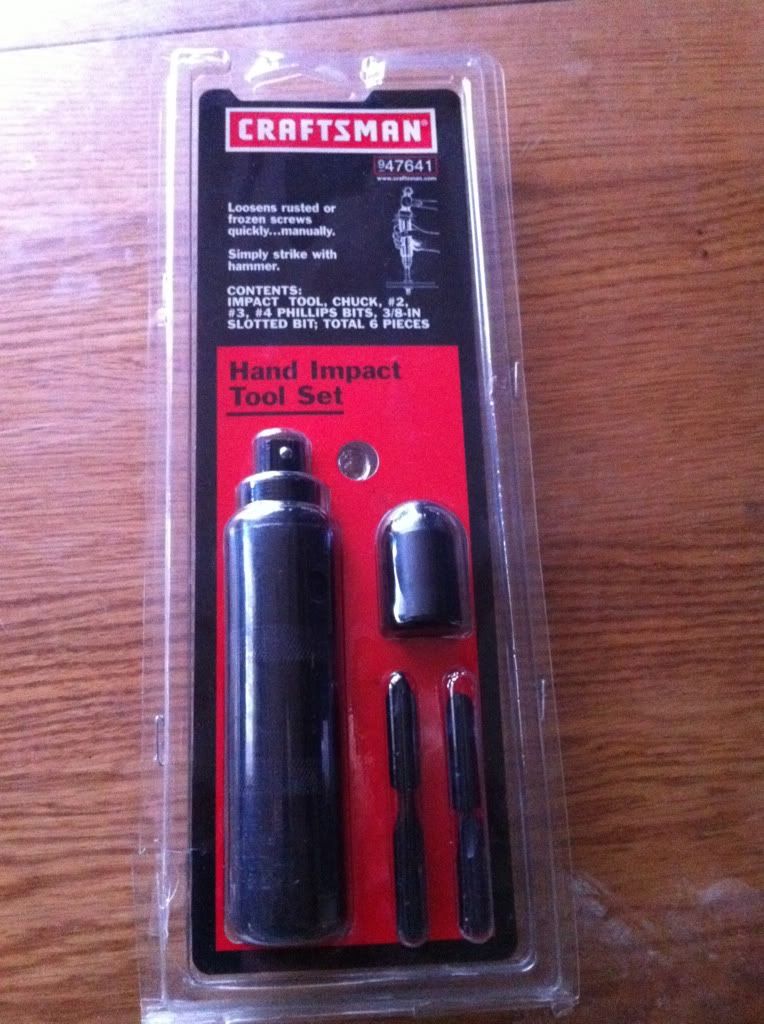 CRAFTSMAN®
947641
www.craftsman.com
Loosens rusted or
frozen screws
quickly...manually.
Simply strike with
hammer.
CONTENTS:
IMPACT TOOL, CHUCK, #2,
#3, #4 PHILLIPS BITS, 3/8-IN
SLOTTED BIT; TOTAL 6 PIECES
Hand Impact
Tool Set